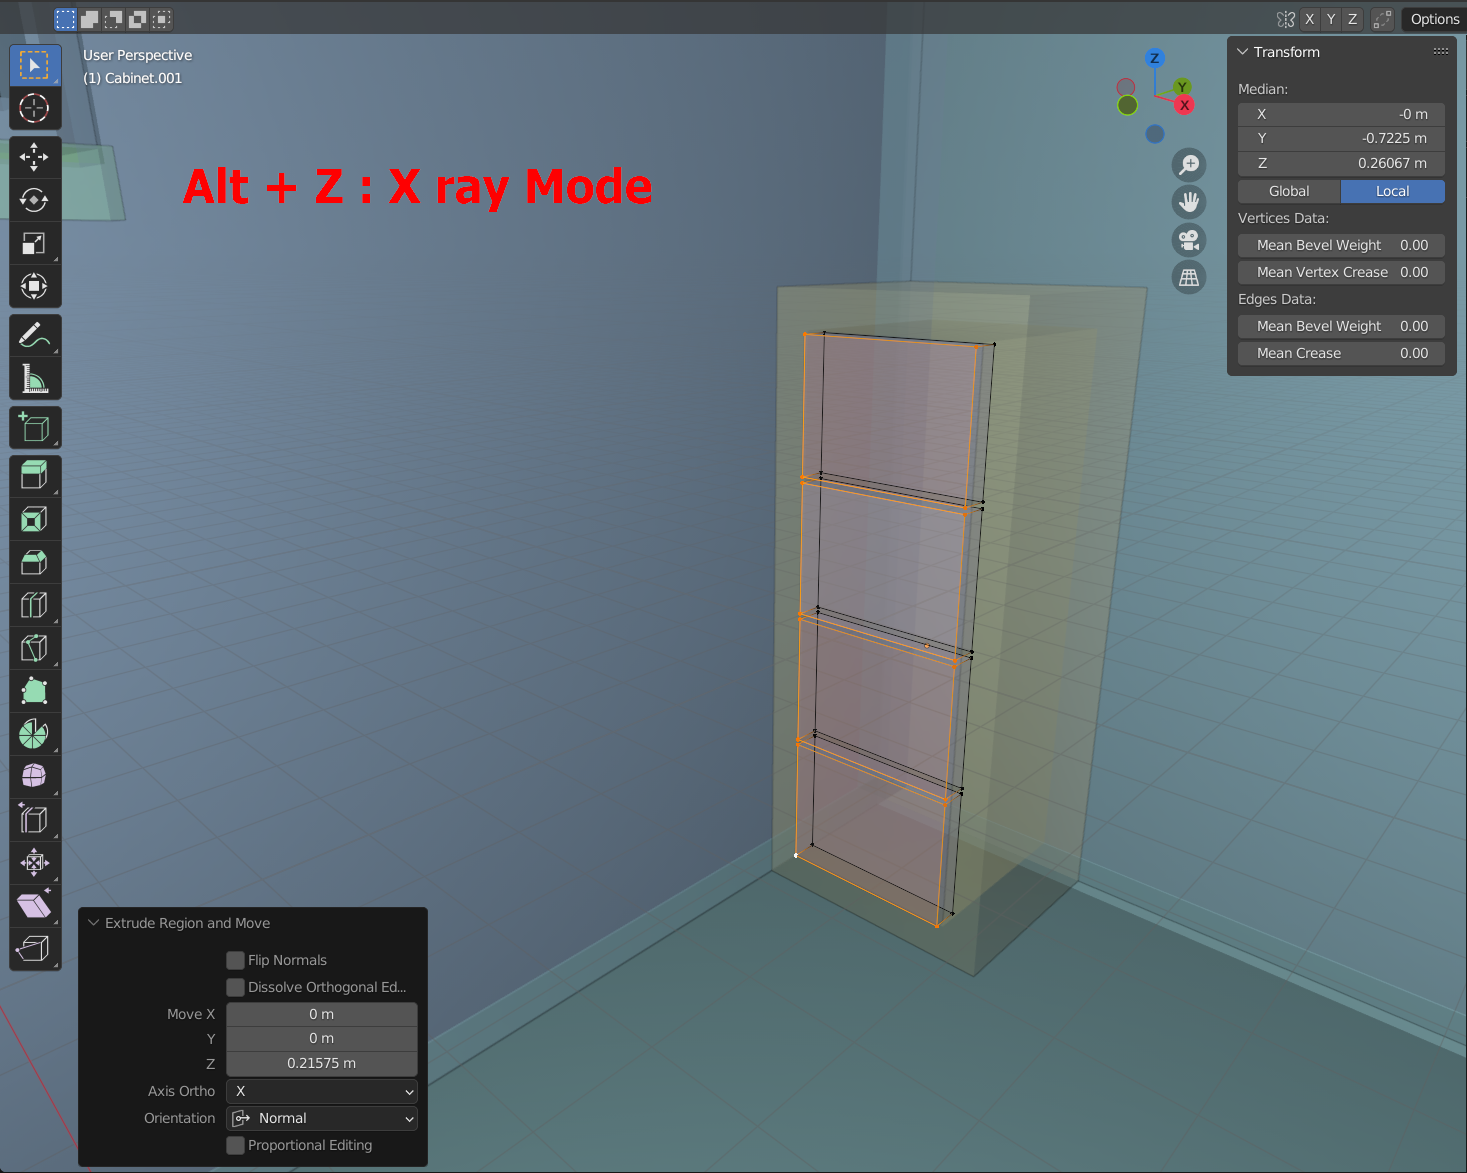 X Y Z Options
User Perspective
(1) Cabinet.001
Alt + Z : X ray Mode
Z
Y
X
Transform
Median:
X -0 m
Y -0.7225 m
Z 0.26067 m
Global Local
Vertices Data:
Mean Bevel Weight 0.00
Mean Vertex Crease 0.00
Edges Data:
Mean Bevel Weight 0.00
Mean Crease 0.00
Extrude Region and Move
Flip Normals
Dissolve Orthogonal Ed...
Move X 0 m
Y 0 m
Z 0.21575 m
Axis Ortho X
Orientation Normal
Proportional Editing